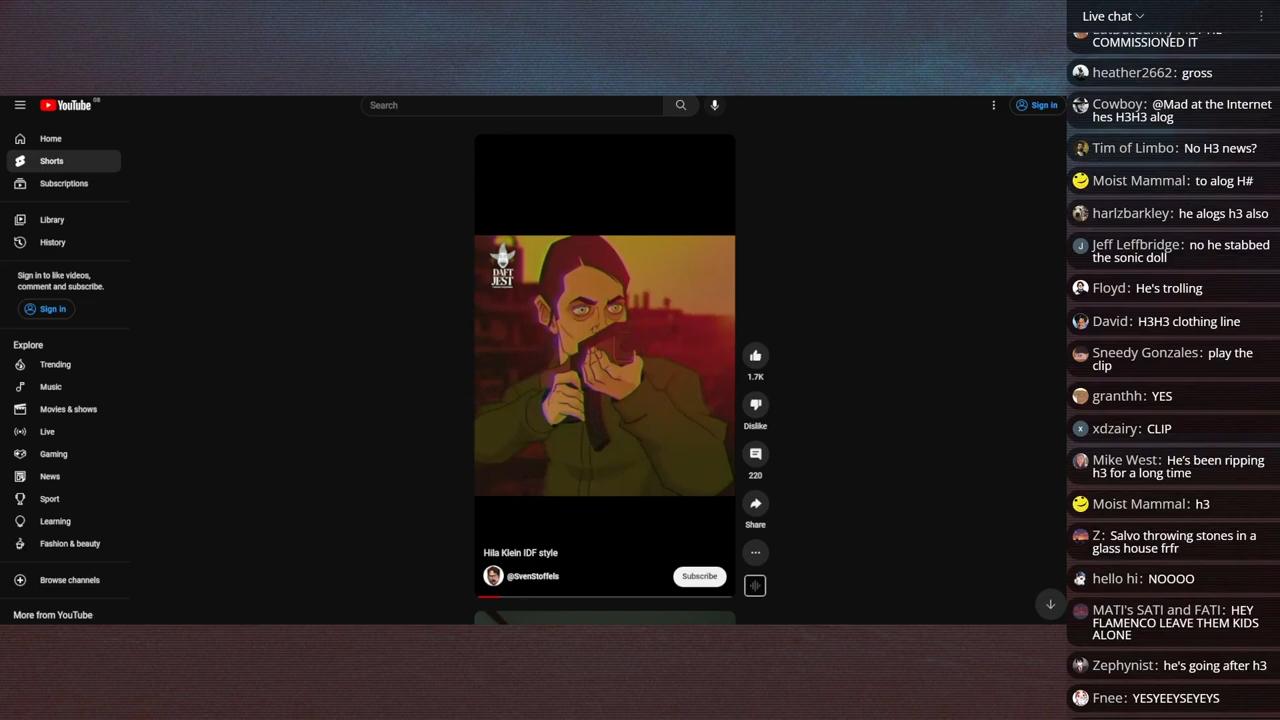 YouTube GB
Search
Sign in
Home
Shorts
Subscriptions
Library
History
Sign in to like videos,
comment and subscribe.
Sign in
Explore
Trending
Music
Movies & shows
Live
Gaming
News
Sport
Learning
Fashion & beauty
Browse channels
More from YouTube
DAFT
JEST
1.7K
Dislike
220
Share
Hila Klein IDF style
@SvenStoffels
Subscribe
Live chat
COMMISSIONED IT
heather2662: gross
Cowboy: @Mad at the Internet
hes H3H3 alog
Tim of Limbo: No H3 news?
Moist Mammal: to alog H#
harlzbarkley: he alogs h3 also
Jeff Leffbridge: no he stabbed
the sonic doll
Floyd: He's trolling
David: H3H3 clothing line
Sneedy Gonzales: play the
clip
granthh: YES
xdzairy: CLIP
Mike West: He's been ripping
h3 for a long time
Moist Mammal: h3
Z: Salvo throwing stones in a
glass house frfr
hello hi: NOOOO
MATI's SATI and FATI: HEY
FLAMENCO LEAVE THEM KIDS
ALONE
Zephynist: he's going after h3
Fnee: YESYEEYSEYEYS